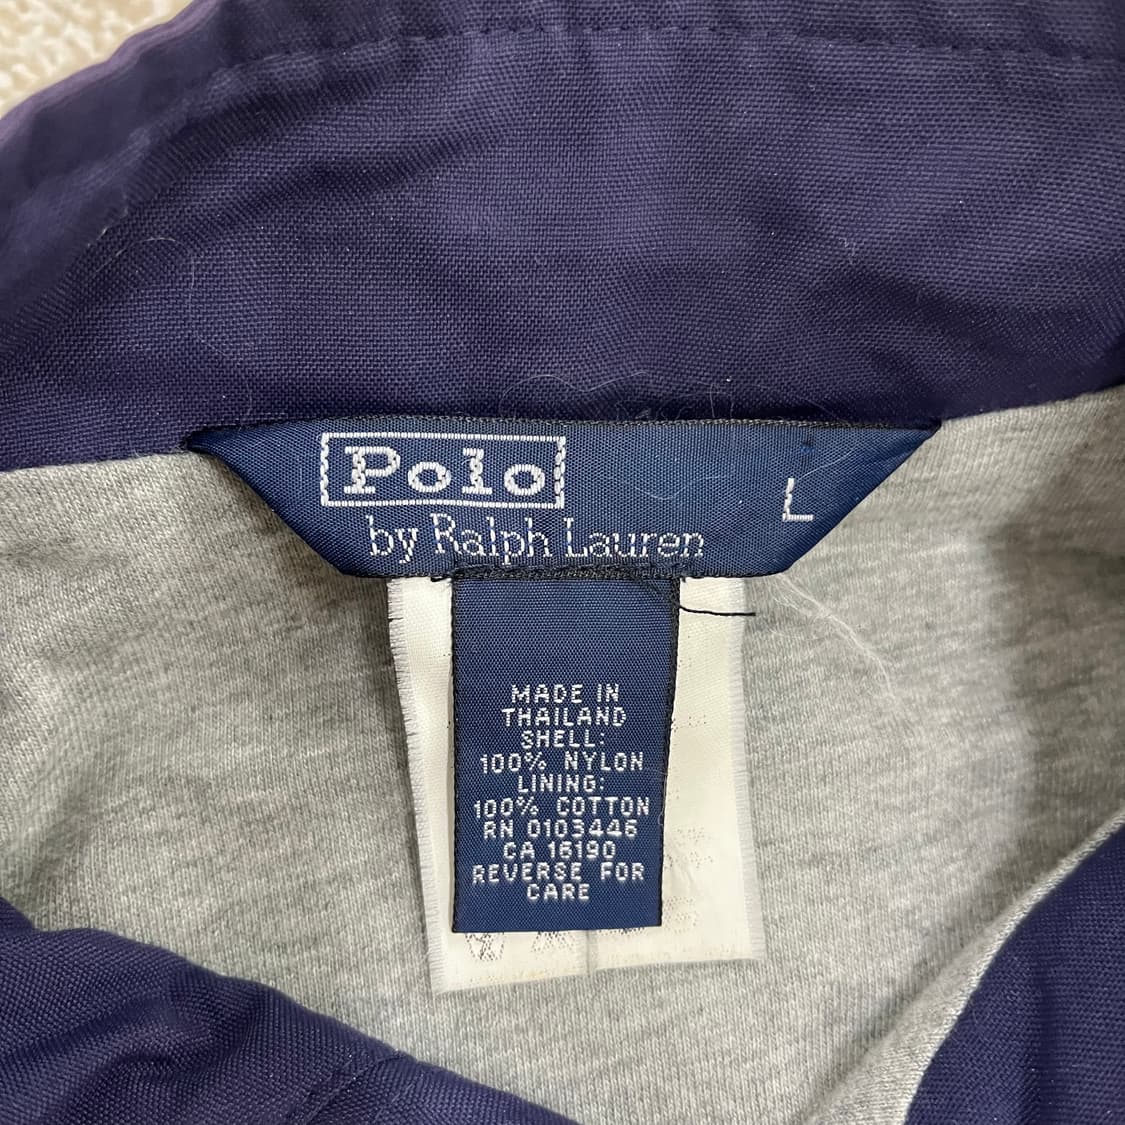 Polo
by Ralph Lauren
L
MADE IN
THAILAND
SHELL:
100% NYLON
LINING:
100% COTTON
RN 0103446
CA 16190
REVERSE FOR
CARE